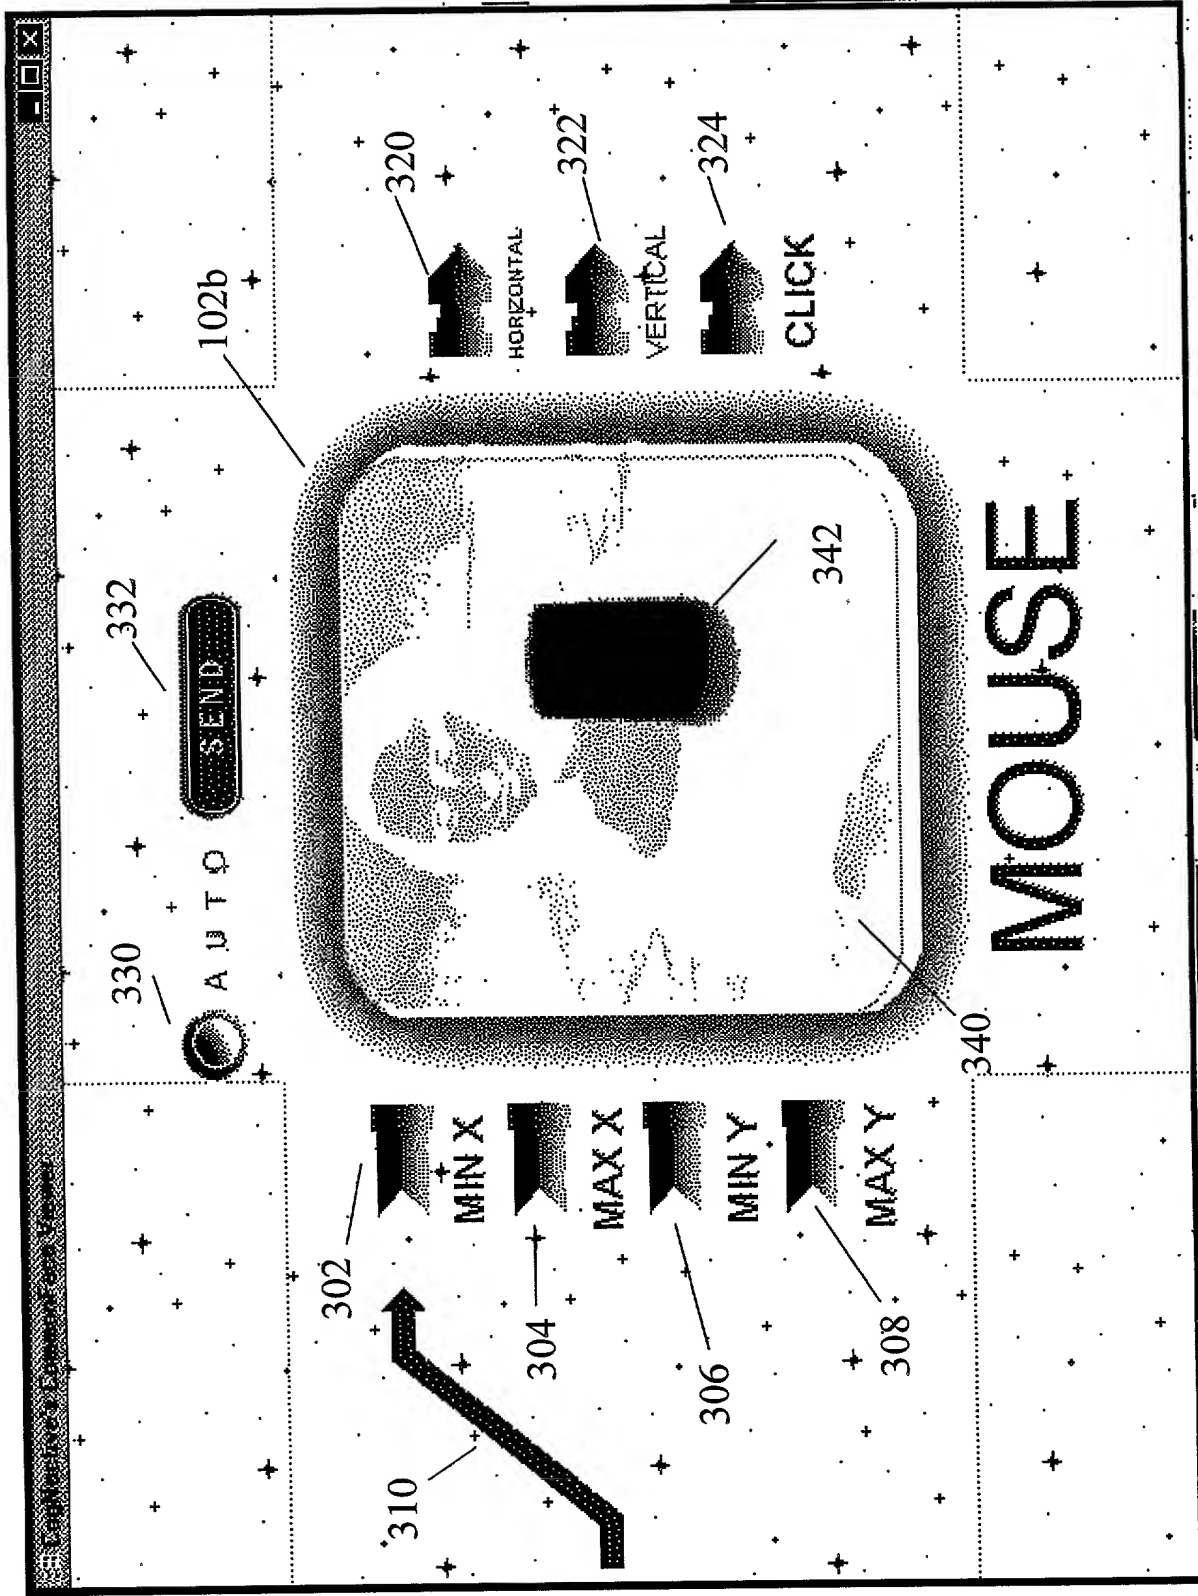 330
332
AUTO
SEND
102b
302
320
310
MIN X
HORIZONTAL
304
322
MAX X
VERTICAL
306
324
MIN Y
CLICK
342
MAX Y
308
340
MOUSE